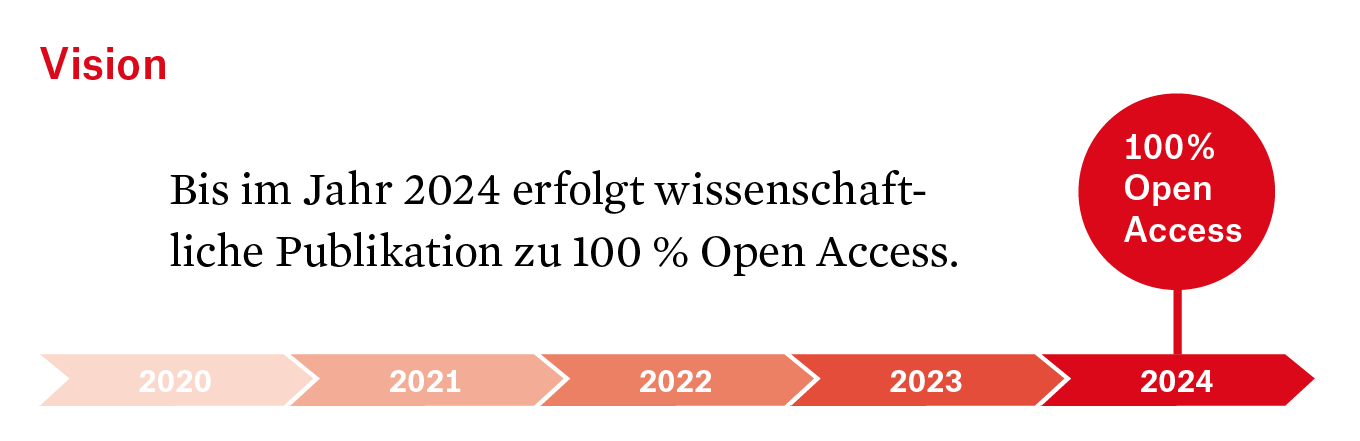 Vision
Bis im Jahr 2024 erfolgt wissenschaft-
liche Publikation zu 100 % Open Access.
100%
Open
Access
2020
2021
2022
2023
2024